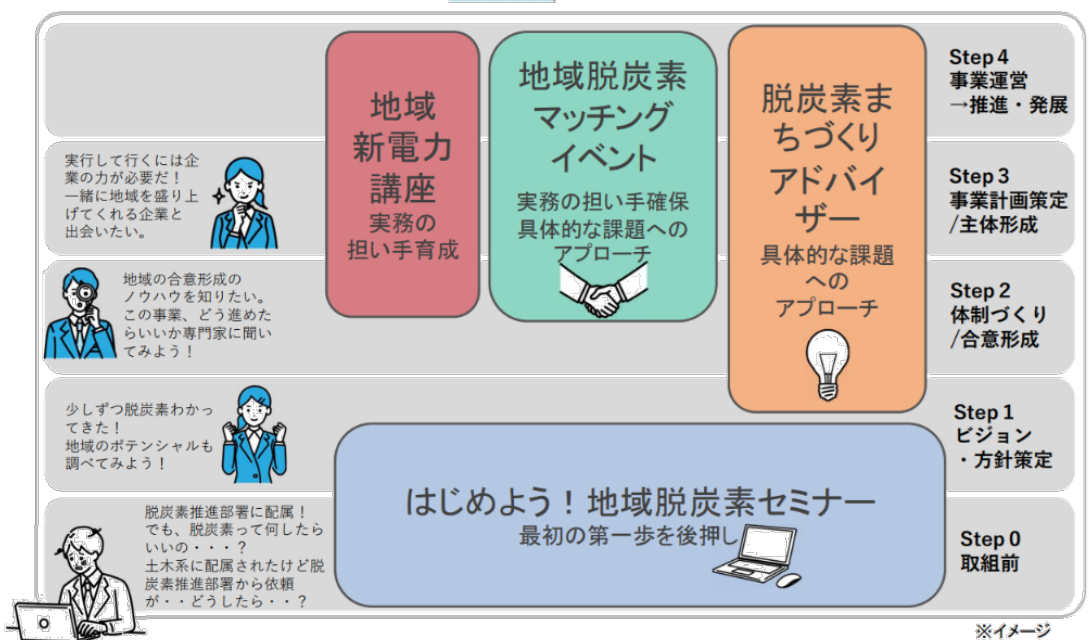 地域
新電力
講座
実務の
担い手育成
地域脱炭素
マッチング
イベント
実務の担い手確保
具体的な課題への
アプローチ
脱炭素ま
ちづくり
アドバイ
ザー
具体的な課題
への
アプローチ
Step 4
事業運営
→推進・発展
実行して行くには企
業の力が必要だ！
一緒に地域を盛り上
げてくれる企業と
出会いたい。
Step 3
事業計画策定
/主体形成
地域の合意形成の
ノウハウを知りたい。
この事業、どう進めた
らいいか専門家に聞い
てみよう！
Step 2
体制づくり
/合意形成
少しずつ脱炭素わかっ
てきた！
地域のポテンシャルも
調べてみよう！
Step 1
ビジョン
・方針策定
はじめよう！地域脱炭素セミナー
最初の第一歩を後押し
脱炭素推進部署に配属！
でも、脱炭素って何したら
いいの・・・？
土木系に配属されたけど脱
炭素推進部署から依頼
が・・どうしたら・・？
Step 0
取組前
※イメージ